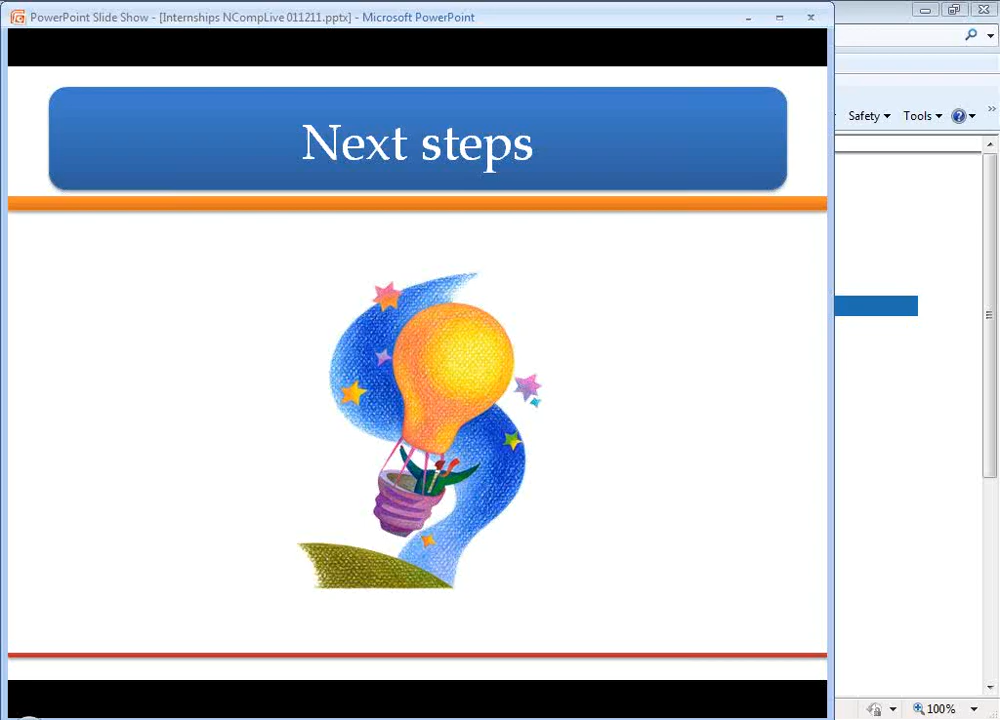 PowerPoint Slide Show - [Internships NCompLive 011211.pptx] - Microsoft PowerPoint
Next steps
Safety
Tools
100%